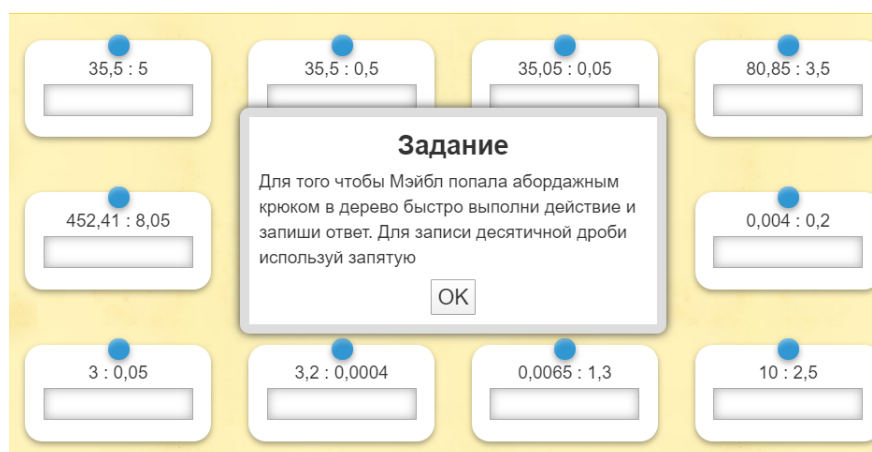 35,5 : 5
35,5 : 0,5
35,05 : 0,05
80,85 : 3,5
Задание
Для того чтобы Мэйбл попала абордажным
крюком в дерево быстро выполни действие и
запиши ответ. Для записи десятичной дроби
используй запятую
OK
452,41 : 8,05
0,004 : 0,2
3 : 0,05
3,2 : 0,0004
0,0065 : 1,3
10 : 2,5